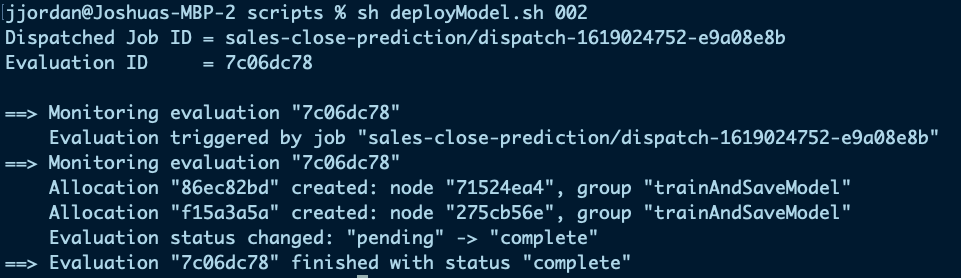 jjordan@Joshuas-MBP-2 scripts % sh deployModel.sh 002
Dispatched Job ID = sales-close-prediction/dispatch-1619024752-e9a08e8b
Evaluation ID     = 7c06dc78
==> Monitoring evaluation "7c06dc78"
    Evaluation triggered by job "sales-close-prediction/dispatch-1619024752-e9a08e8b"
==> Monitoring evaluation "7c06dc78"
    Allocation "86ec82bd" created: node "71524ea4", group "trainAndSaveModel"
    Allocation "f15a3a5a" created: node "275cb56e", group "trainAndSaveModel"
    Evaluation status changed: "pending" -> "complete"
==> Evaluation "7c06dc78" finished with status "complete"